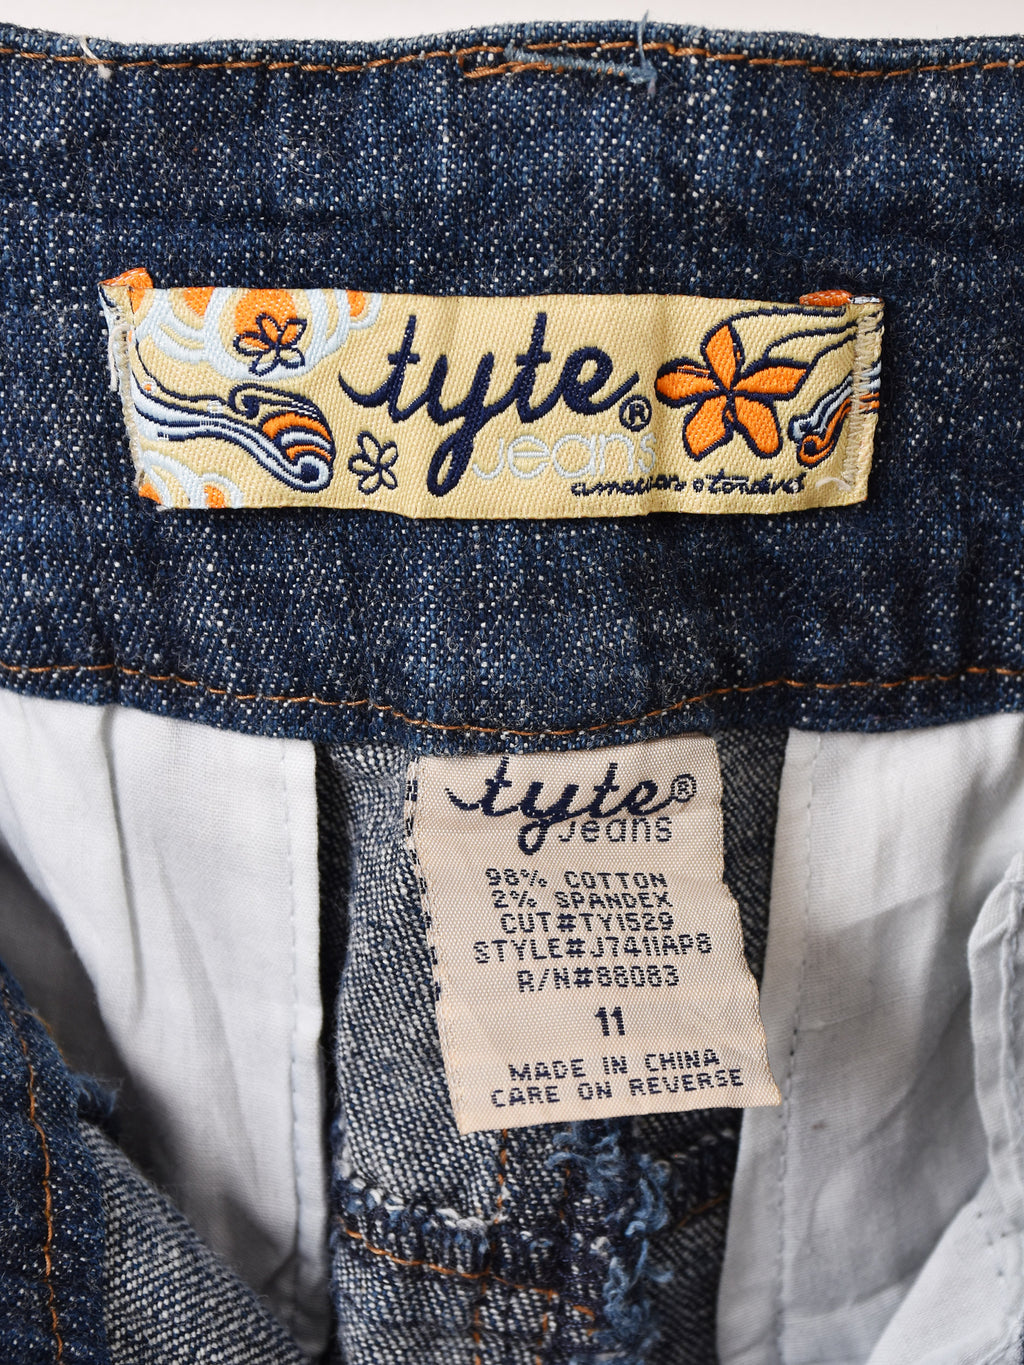 tyte®
jeans
tyte®
jeans
98% COTTON
2% SPANDEX
CUT#TY1529
STYLE#J7411AP8
R/N#88083
11
MADE IN CHINA
CARE ON REVERSE